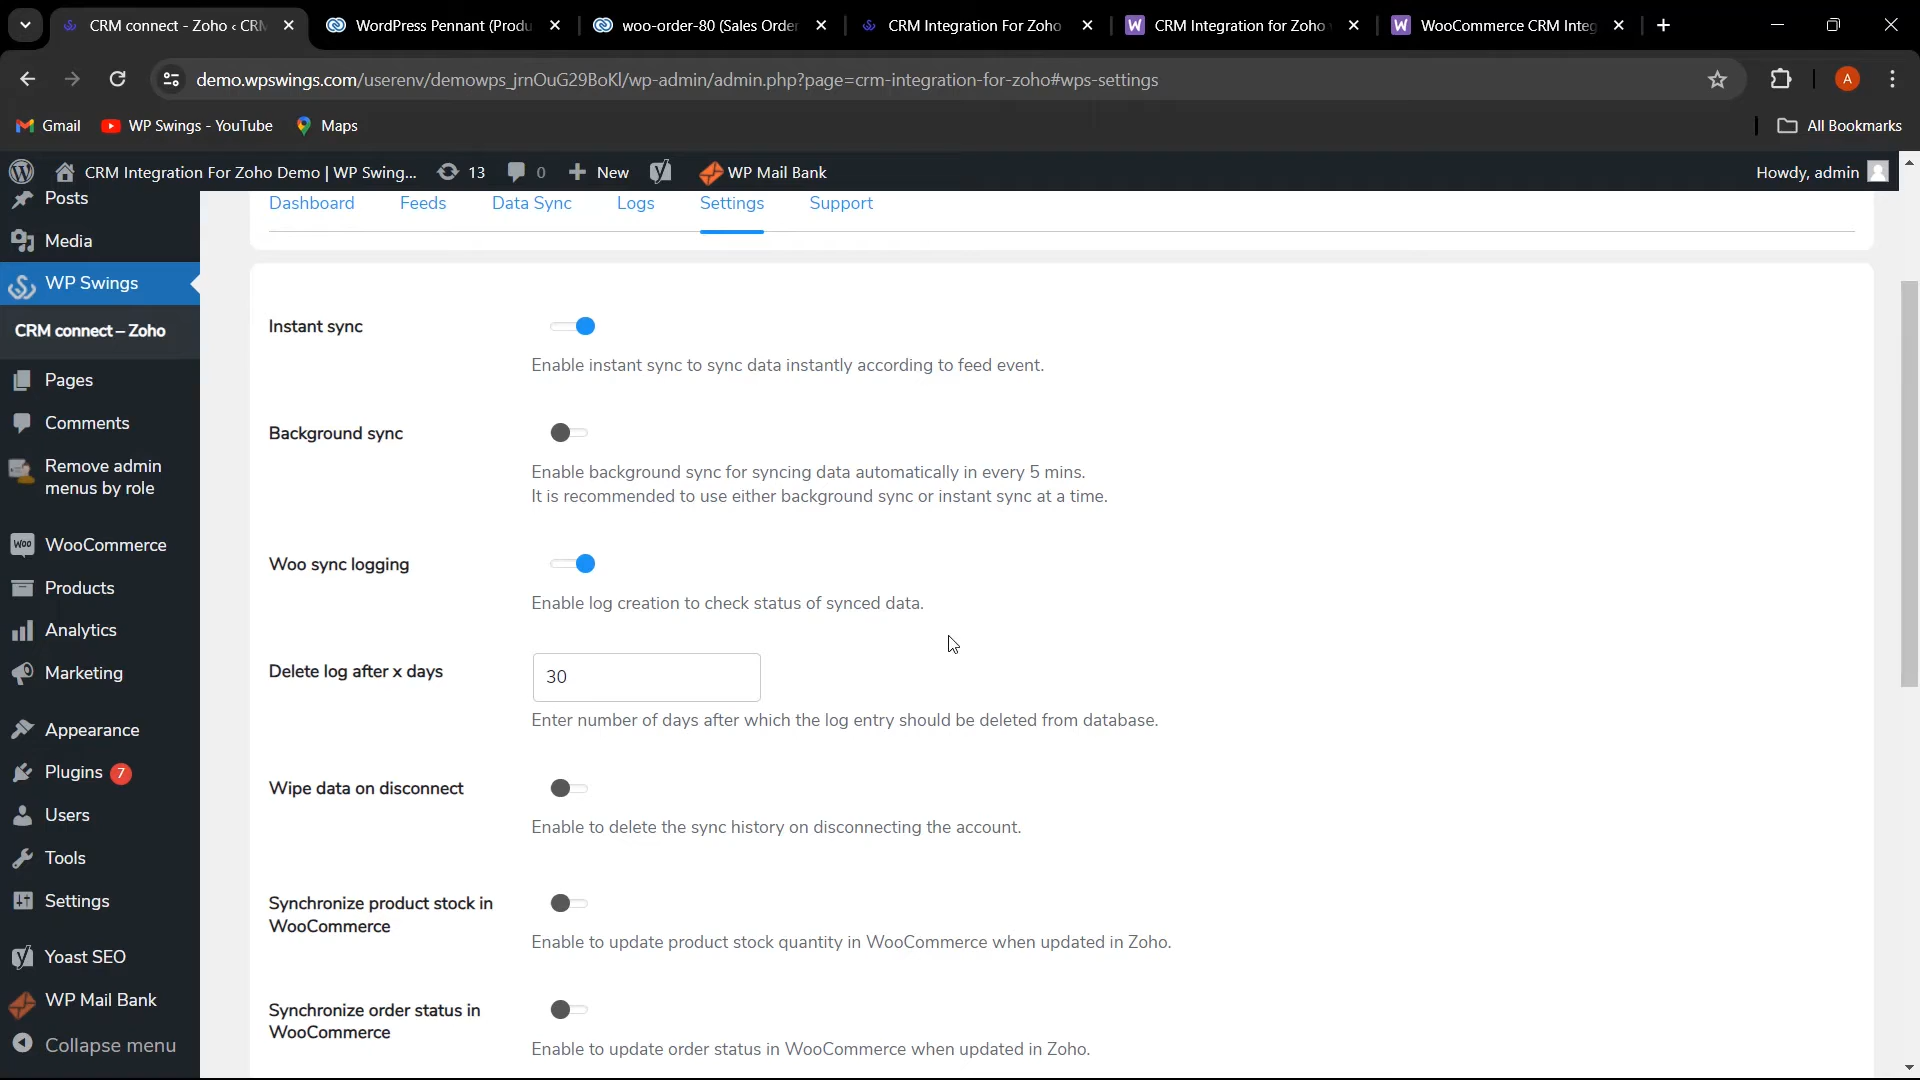 CRM connect - Zoho ‹ CRM
WordPress Pennant (Produ
woo-order-80 (Sales Order
CRM Integration For Zoho
CRM Integration for Zoho
WooCommerce CRM Integ
demo.wpswings.com/userenv/demowps_jrnOuG29BoKl/wp-admin/admin.php?page=crm-integration-for-zoho#wps-settings
A
Gmail
WP Swings - YouTube
Maps
All Bookmarks
CRM Integration For Zoho Demo | WP Swing...
13
0
New
WP Mail Bank
Howdy, admin
Posts
Media
WP Swings
CRM connect – Zoho
Pages
Comments
Remove admin
menus by role
WooCommerce
Products
Analytics
Marketing
Appearance
Plugins 7
Users
Tools
Settings
Yoast SEO
WP Mail Bank
Collapse menu
Dashboard
Feeds
Data Sync
Logs
Settings
Support
Instant sync
Enable instant sync to sync data instantly according to feed event.
Background sync
Enable background sync for syncing data automatically in every 5 mins.
It is recommended to use either background sync or instant sync at a time.
Woo sync logging
Enable log creation to check status of synced data.
Delete log after x days
30
Enter number of days after which the log entry should be deleted from database.
Wipe data on disconnect
Enable to delete the sync history on disconnecting the account.
Synchronize product stock in
WooCommerce
Enable to update product stock quantity in WooCommerce when updated in Zoho.
Synchronize order status in
WooCommerce
Enable to update order status in WooCommerce when updated in Zoho.